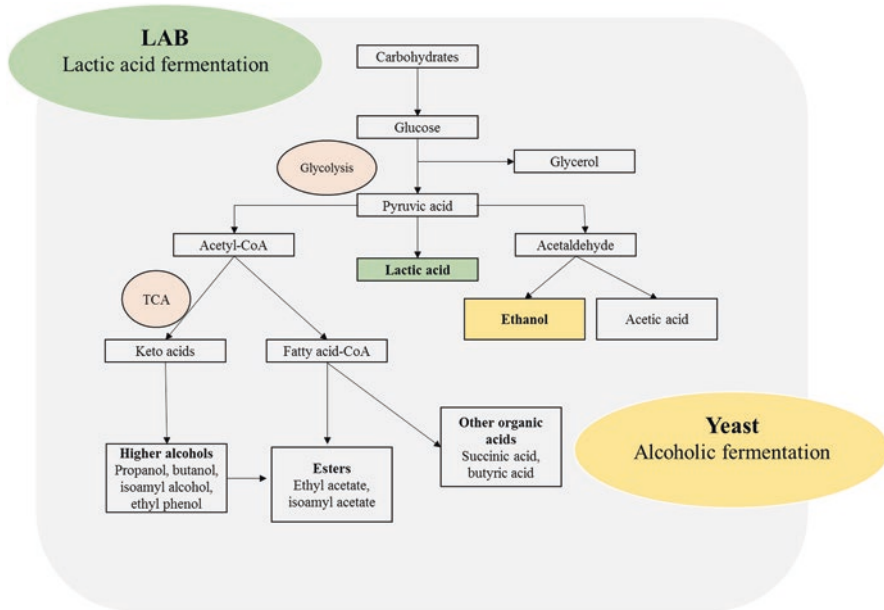 LAB
Lactic acid fermentation
Carbohydrates
Glucose
Glycolysis
Glycerol
Pyruvic acid
Acetyl-CoA
Lactic acid
Acetaldehyde
TCA
Ethanol
Acetic acid
Keto acids
Fatty acid-CoA
Higher alcohols
Propanol, butanol,
isoamyl alcohol,
ethyl phenol
Esters
Ethyl acetate,
isoamyl acetate
Other organic
acids
Succinic acid,
butyric acid
Yeast
Alcoholic fermentation